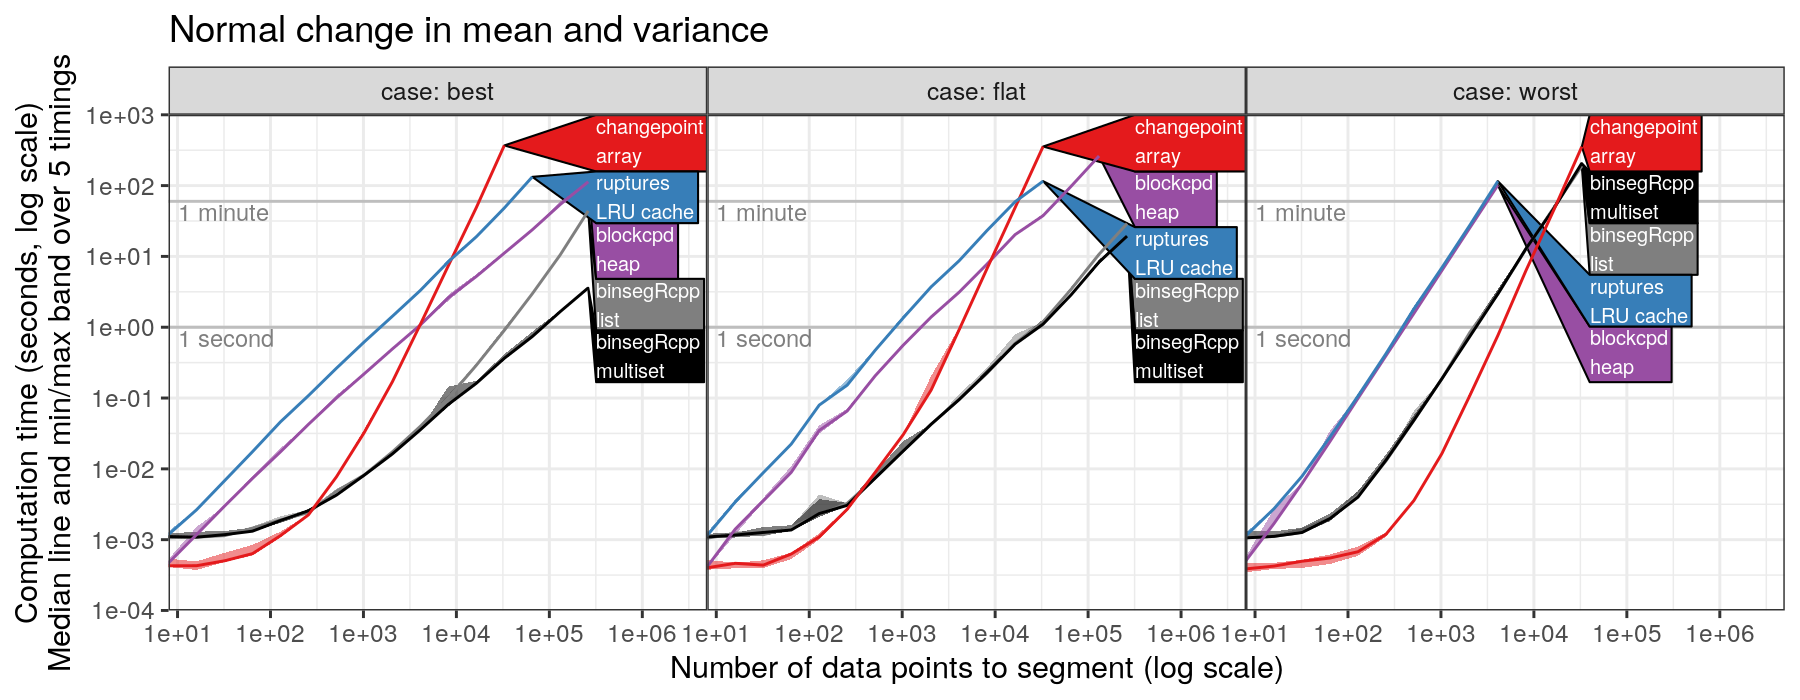 Normal change in mean and variance
Computation time (seconds, log scale)
Median line and min/max band over 5 timings
case: best
case: flat
case: worst
1e+03
1e+02
1e+01
1e+00
1e-01
1e-02
1e-03
1e-04
1 minute
1 second
changepoint
array
ruptures
LRU cache
blockcpd
heap
binsegRcpp
list
binsegRcpp
multiset
1 minute
1 second
changepoint
array
blockcpd
heap
ruptures
LRU cache
binsegRcpp
list
binsegRcpp
multiset
1 minute
1 second
changepoint
array
binsegRcpp
multiset
binsegRcpp
list
ruptures
LRU cache
blockcpd
heap
1e+01 1e+02 1e+03 1e+04 1e+05 1e+06
1e+01 1e+02 1e+03 1e+04 1e+05 1e+06
1e+01 1e+02 1e+03 1e+04 1e+05 1e+06
Number of data points to segment (log scale)